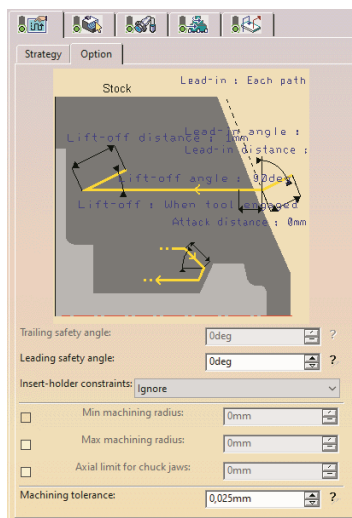 Strategy
Option
Lead-in : Each path
Stock
Lead-in angle :
Lift-off distance : 1mm
Lead-in distance :
Lift-off angle : 90deg
Lift-off : When tool engaged
Attack distance : 0mm
Trailing safety angle:
0deg
?
Leading safety angle:
0deg
?
Insert-holder constraints:
Ignore
Min machining radius:
0mm
Max machining radius:
0mm
Axial limit for chuck jaws:
0mm
Machining tolerance:
0,025mm
?